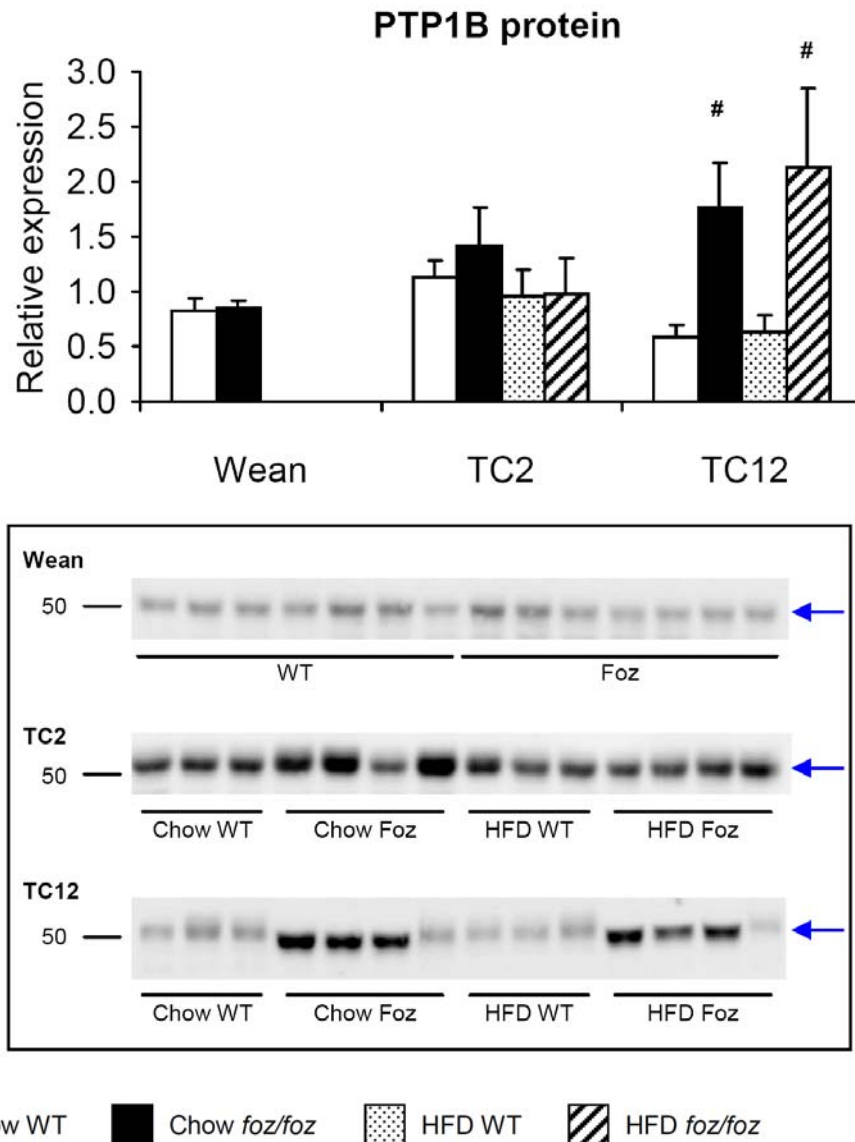 PTP1B protein
#
#
3.0
2.5
2.0
1.5
1.0
0.5
0.0
Relative expression
Wean TC2 TC12
Wean
50
WT Foz
TC2
50
Chow WT Chow Foz HFD WT HFD Foz
TC12
50
Chow WT Chow Foz HFD WT HFD Foz
WT Chow foz/foz HFD WT HFD foz/foz